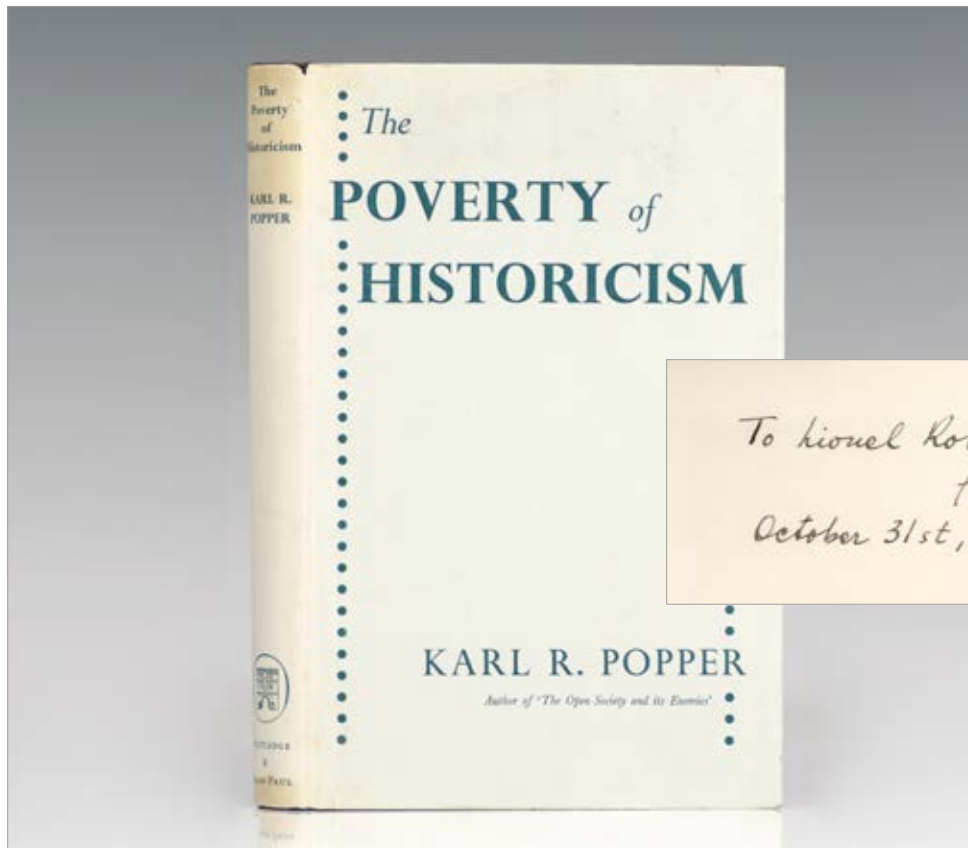 The
Poverty
of
Historicism
KARL R.
POPPER
The
POVERTY of
HISTORICISM
KARL R. POPPER
Author of 'The Open Society and its Enemies'
To Lionel
October 31st,